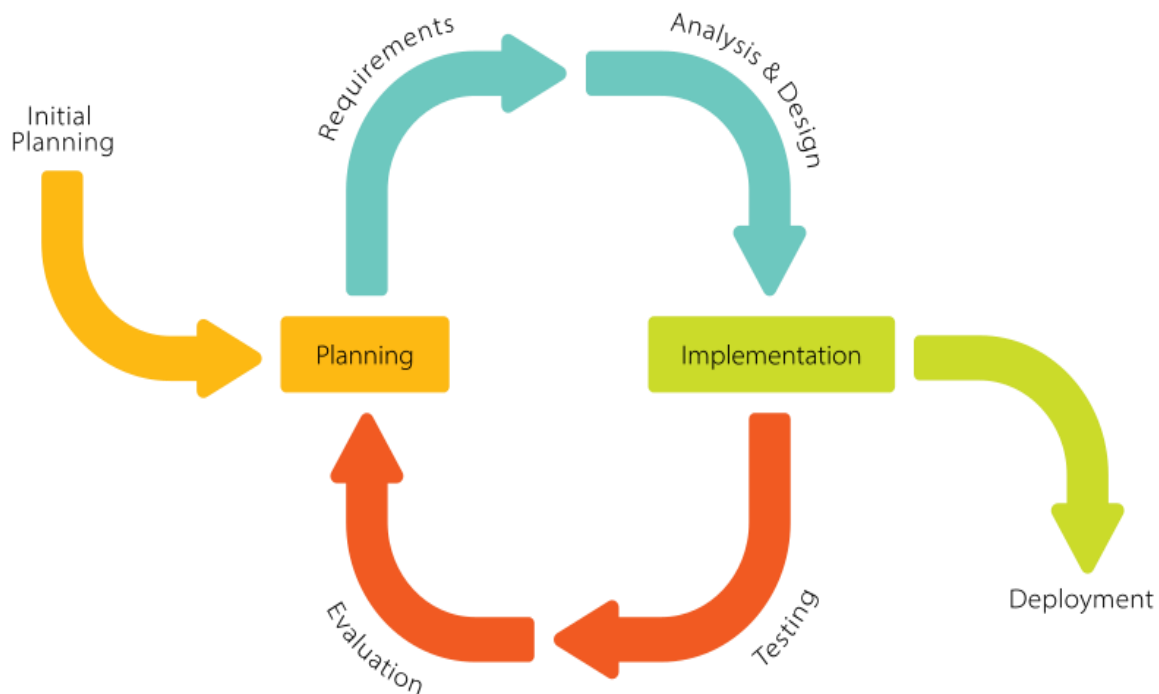 Requirements
Analysis & Design
Initial
Planning
Planning
Implementation
Evaluation
Testing
Deployment